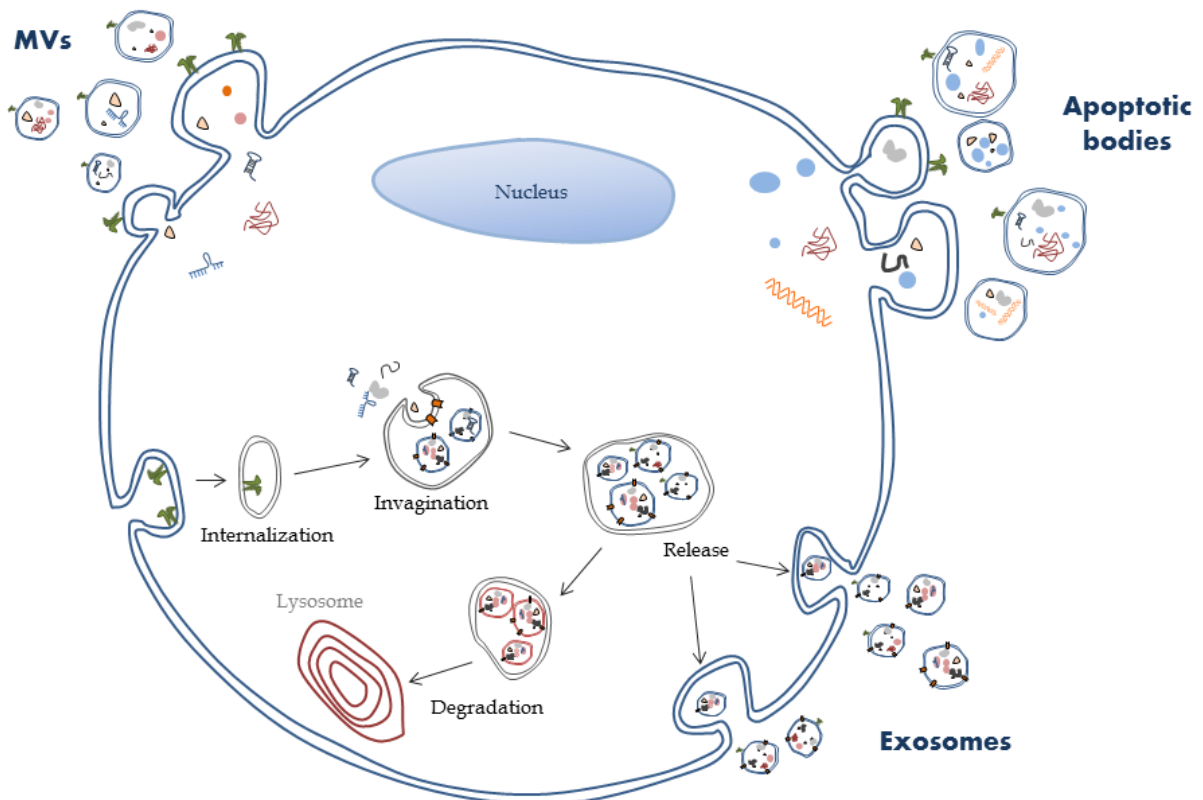 MVs
Apoptotic
bodies
Nucleus
Invagination
Internalization
Release
Lysosome
Degradation
Exosomes